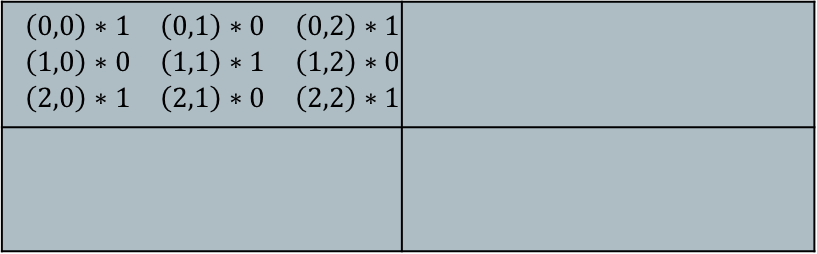 (0,0) ∗ 1 (0,1) ∗ 0 (0,2) ∗ 1
(1,0) ∗ 0 (1,1) ∗ 1 (1,2) ∗ 0
(2,0) ∗ 1 (2,1) ∗ 0 (2,2) ∗ 1